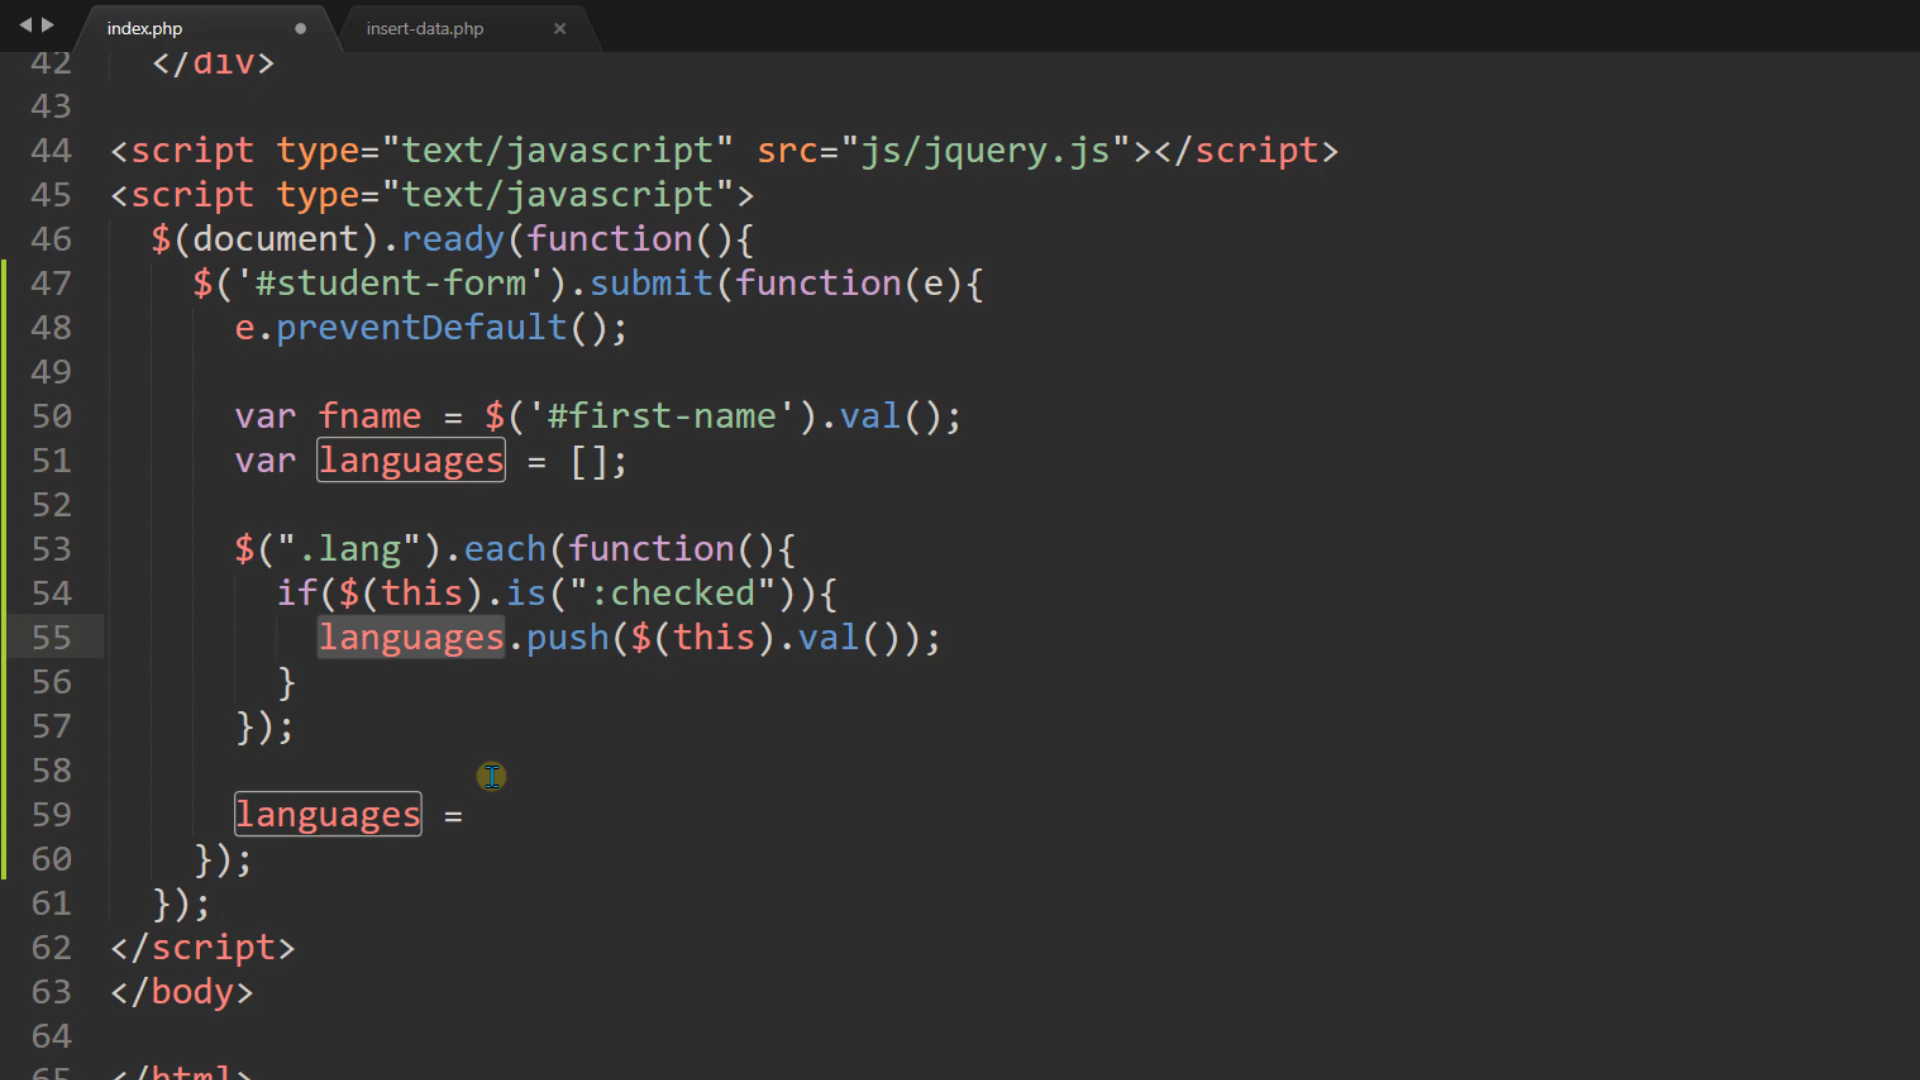 index.php
insert-data.php
42 </div>
43
44 <script type="text/javascript" src="js/jquery.js"></script>
45 <script type="text/javascript">
46 $(document).ready(function(){
47 $('#student-form').submit(function(e){
48 e.preventDefault();
49
50 var fname = $('#first-name').val();
51 var languages = [];
52
53 $(".lang").each(function(){
54 if($(this).is(":checked")){
55 languages.push($(this).val());
56 }
57 });
58
59 languages =
60 });
61 });
62 </script>
63 </body>
64
65 </html>